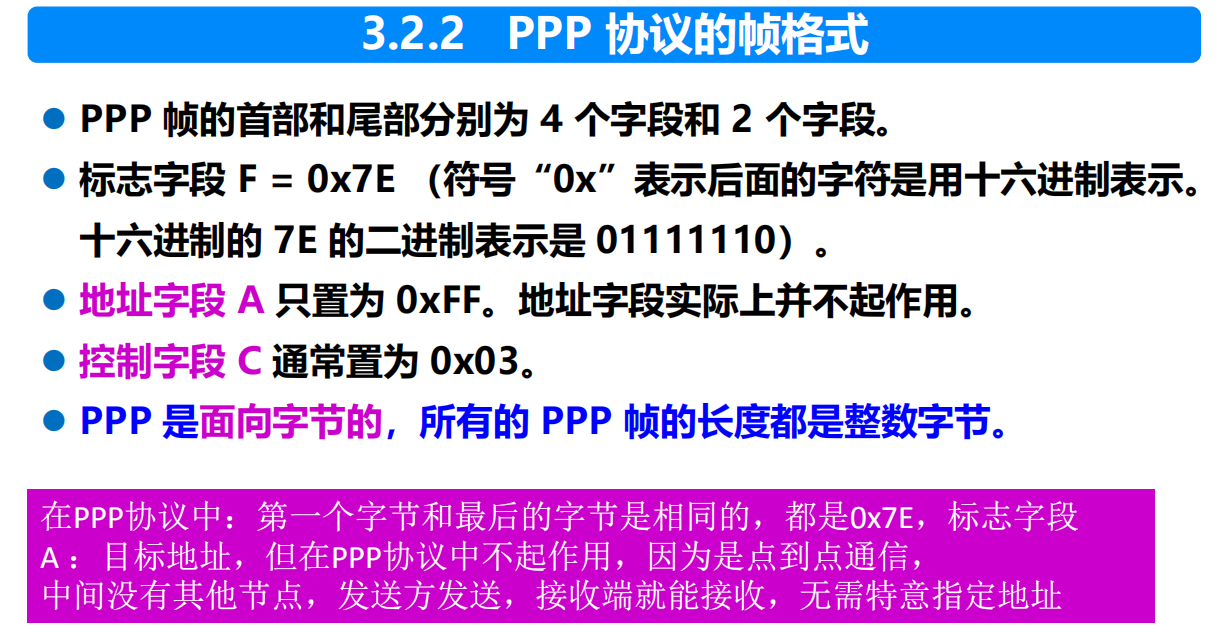 3.2.2 PPP 协议的帧格式
● PPP 帧的首部和尾部分别为 4 个字段和 2 个字段。
● 标志字段 F = 0x7E （符号“0x”表示后面的字符是用十六进制表示。
十六进制的 7E 的二进制表示是 01111110）。
● 地址字段 A 只置为 0xFF。地址字段实际上并不起作用。
● 控制字段 C 通常置为 0x03。
● PPP 是面向字节的，所有的 PPP 帧的长度都是整数字节。
在PPP协议中：第一个字节和最后的字节是相同的，都是0x7E，标志字段
A ：目标地址，但在PPP协议中不起作用，因为是点到点通信，
中间没有其他节点，发送方发送，接收端就能接收，无需特意指定地址